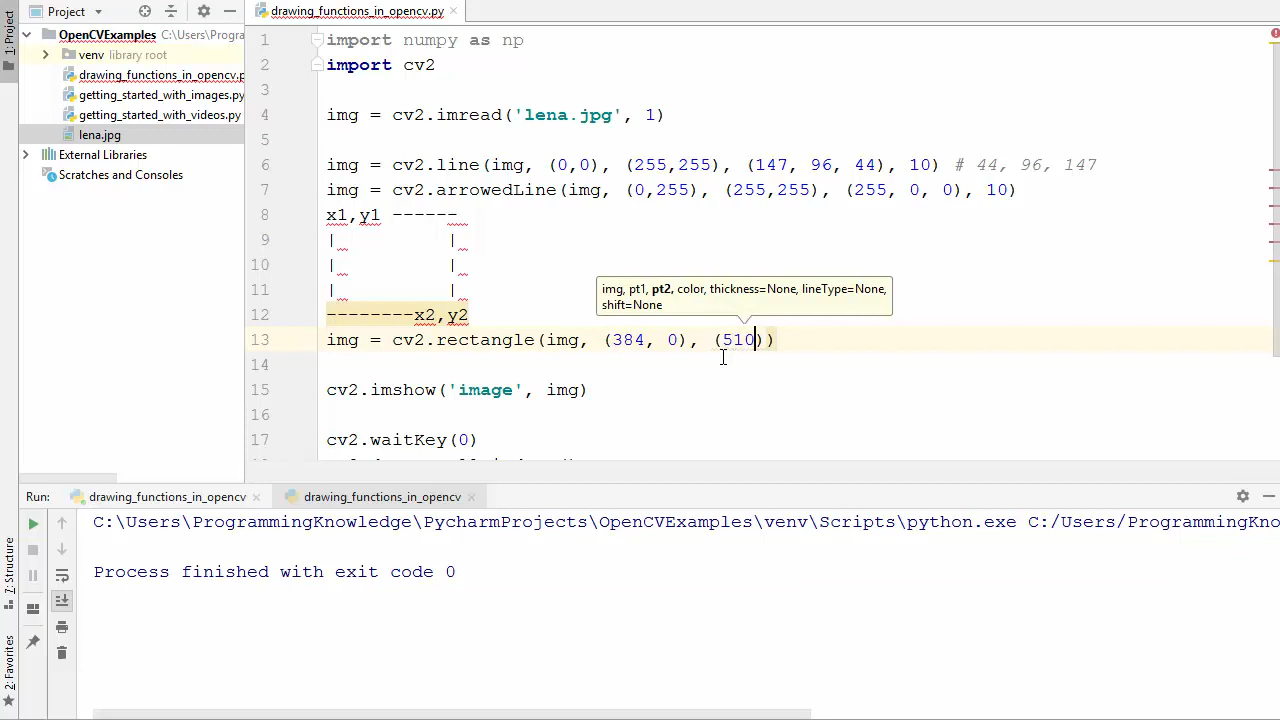 Project
drawing_functions_in_opencv.py
1: Project
OpenCVExamples C:\Users\Progra
venv library root
drawing_functions_in_opencv.p
getting_started_with_images.py
getting_started_with_videos.py
lena.jpg
External Libraries
Scratches and Consoles
1 import numpy as np
2 import cv2
3
4 img = cv2.imread('lena.jpg', 1)
5
6 img = cv2.line(img, (0,0), (255,255), (147, 96, 44), 10) # 44, 96, 147
7 img = cv2.arrowedLine(img, (0,255), (255,255), (255, 0, 0), 10)
8 x1,y1 ------
9 | |
10 | |
11 | |
img, pt1, pt2, color, thickness=None, lineType=None,
shift=None
12 --------x2,y2
13 img = cv2.rectangle(img, (384, 0), (510))
14
15 cv2.imshow('image', img)
16
17 cv2.waitKey(0)
Run: drawing_functions_in_opencv drawing_functions_in_opencv
C:\Users\ProgrammingKnowledge\PycharmProjects\OpenCVExamples\venv\Scripts\python.exe C:/Users/ProgrammingKno
Process finished with exit code 0
7: Structure
2: Favorites